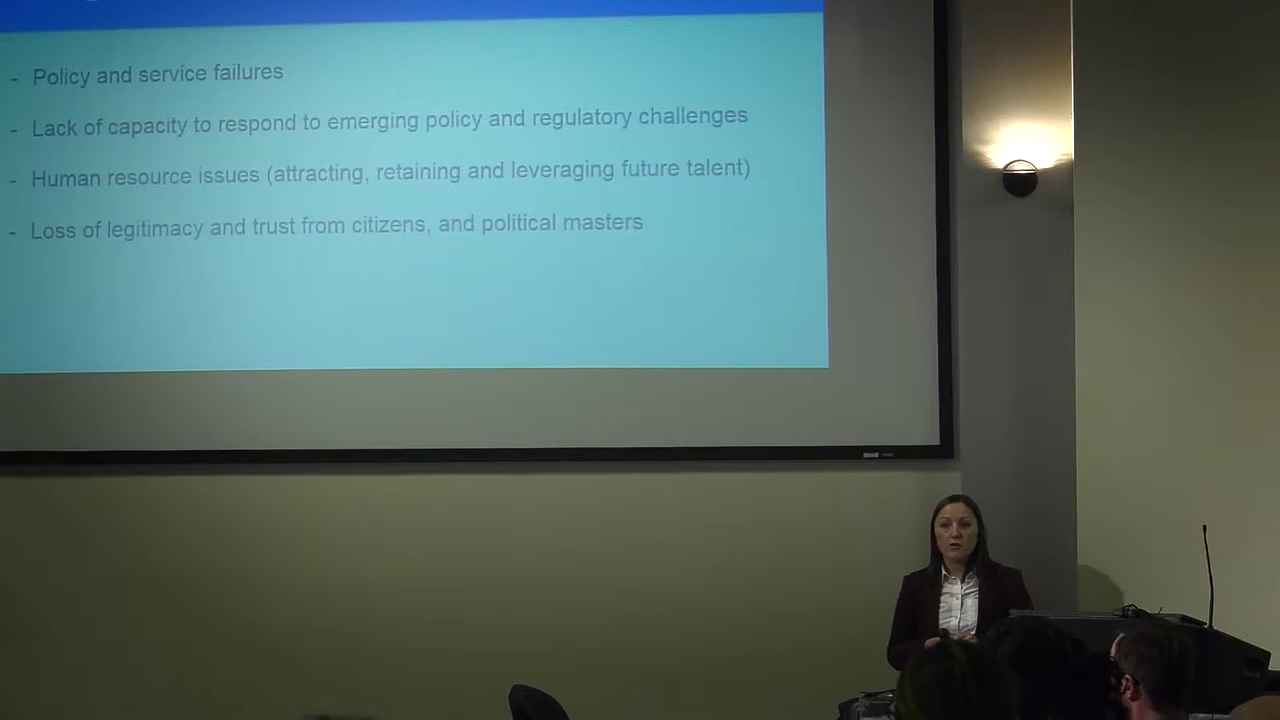 - Policy and service failures
- Lack of capacity to respond to emerging policy and regulatory challenges
- Human resource issues (attracting, retaining and leveraging future talent)
- Loss of legitimacy and trust from citizens, and political masters